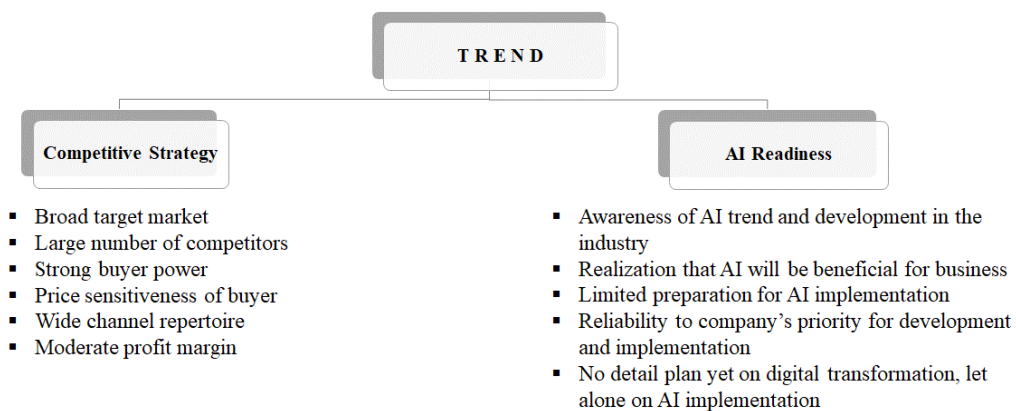 T R E N D
Competitive Strategy
▪ Broad target market
▪ Large number of competitors
▪ Strong buyer power
▪ Price sensitiveness of buyer
▪ Wide channel repertoire
▪ Moderate profit margin
AI Readiness
▪ Awareness of AI trend and development in the
industry
▪ Realization that AI will be beneficial for business
▪ Limited preparation for AI implementation
▪ Reliability to company’s priority for development
and implementation
▪ No detail plan yet on digital transformation, let
alone on AI implementation